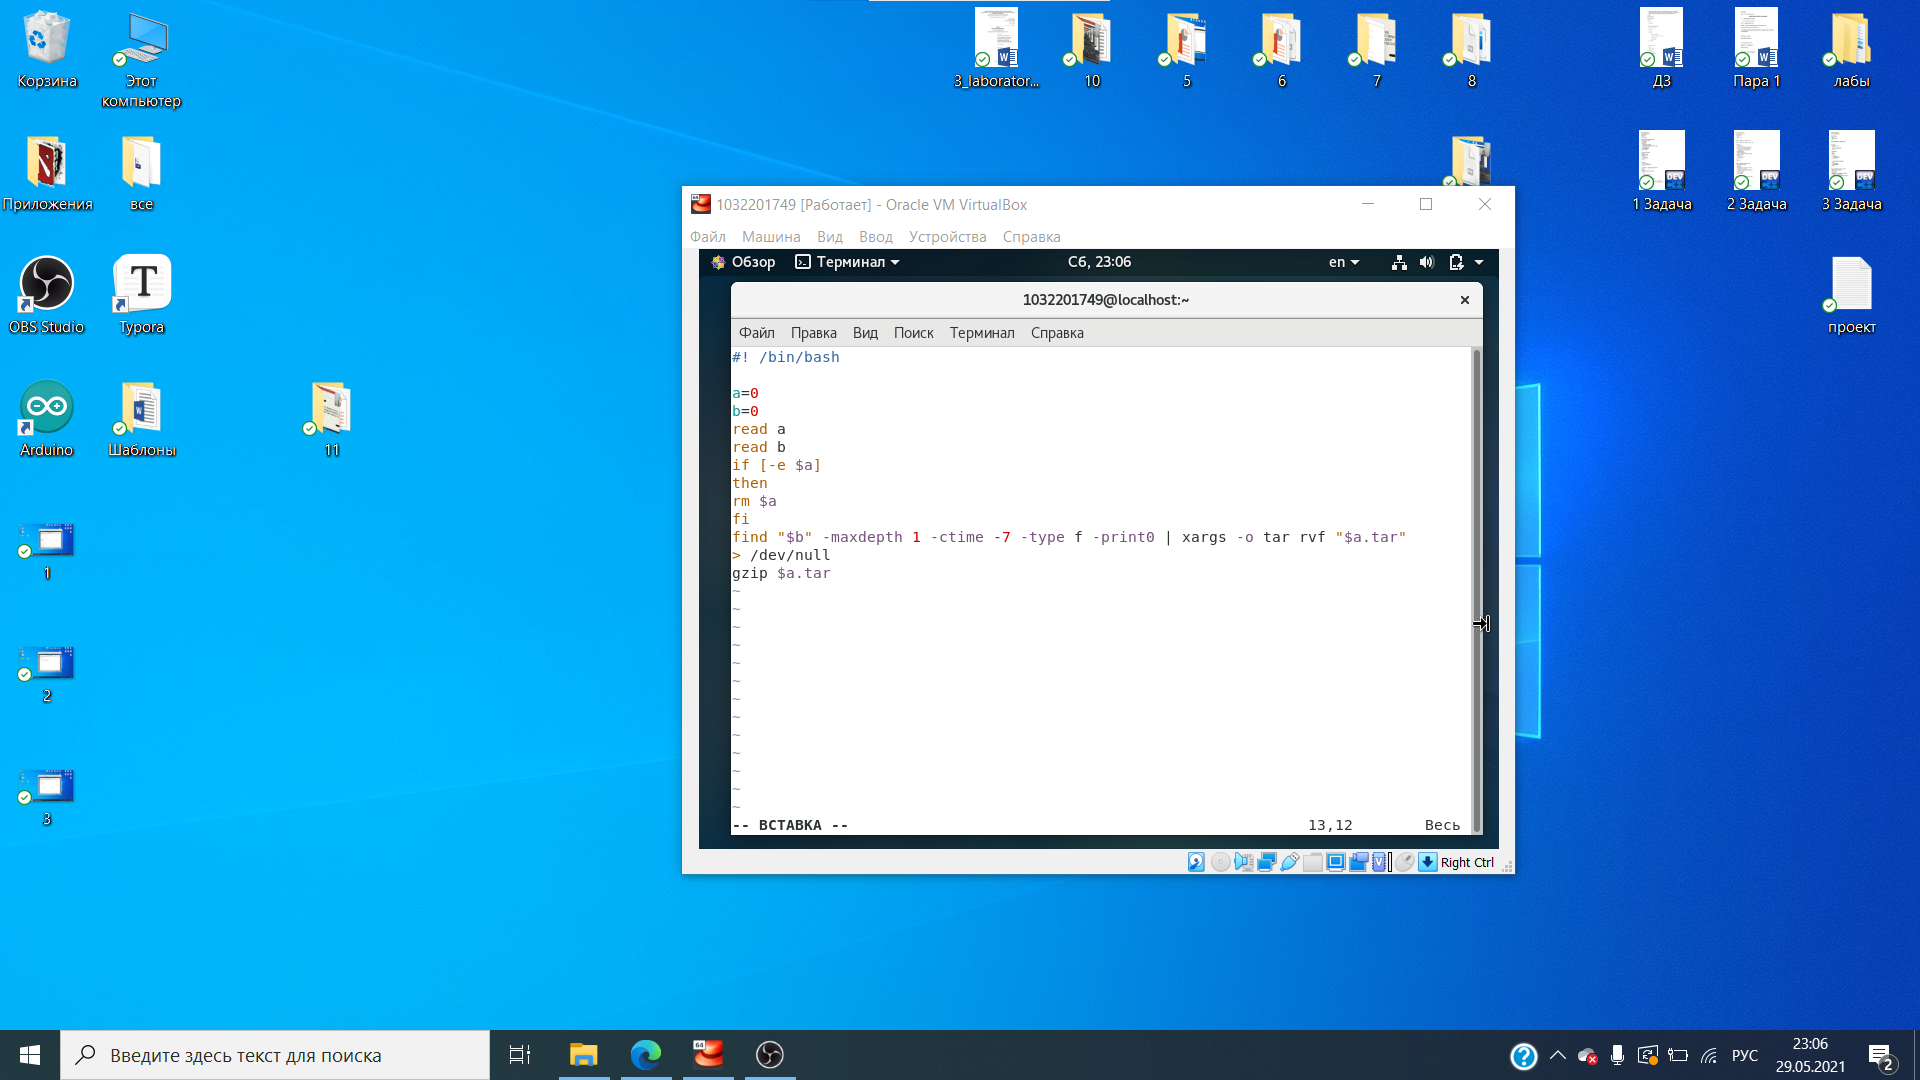 Корзина
Этот компьютер
3_laborator...
10
5
6
7
8
ДЗ
Пара 1
лабы
Приложения
все
1 Задача
2 Задача
3 Задача
OBS Studio
Typora
проект
Arduino
Шаблоны
11
1
2
3
1032201749 [Работает] - Oracle VM VirtualBox
Файл Машина Вид Ввод Устройства Справка
Обзор Терминал Сб, 23:06 en
1032201749@localhost:~
Файл Правка Вид Поиск Терминал Справка
#! /bin/bash
a=0
b=0
read a
read b
if [-e $a]
then
rm $a
fi
find "$b" -maxdepth 1 -ctime -7 -type f -print0 | xargs -o tar rvf "$a.tar"
> /dev/null
gzip $a.tar
~
~
~
~
~
~
~
~
~
~
~
~
~
-- ВСТАВКА -- 13,12 Весь
Right Ctrl
Введите здесь текст для поиска
64
РУС
23:06
29.05.2021
2